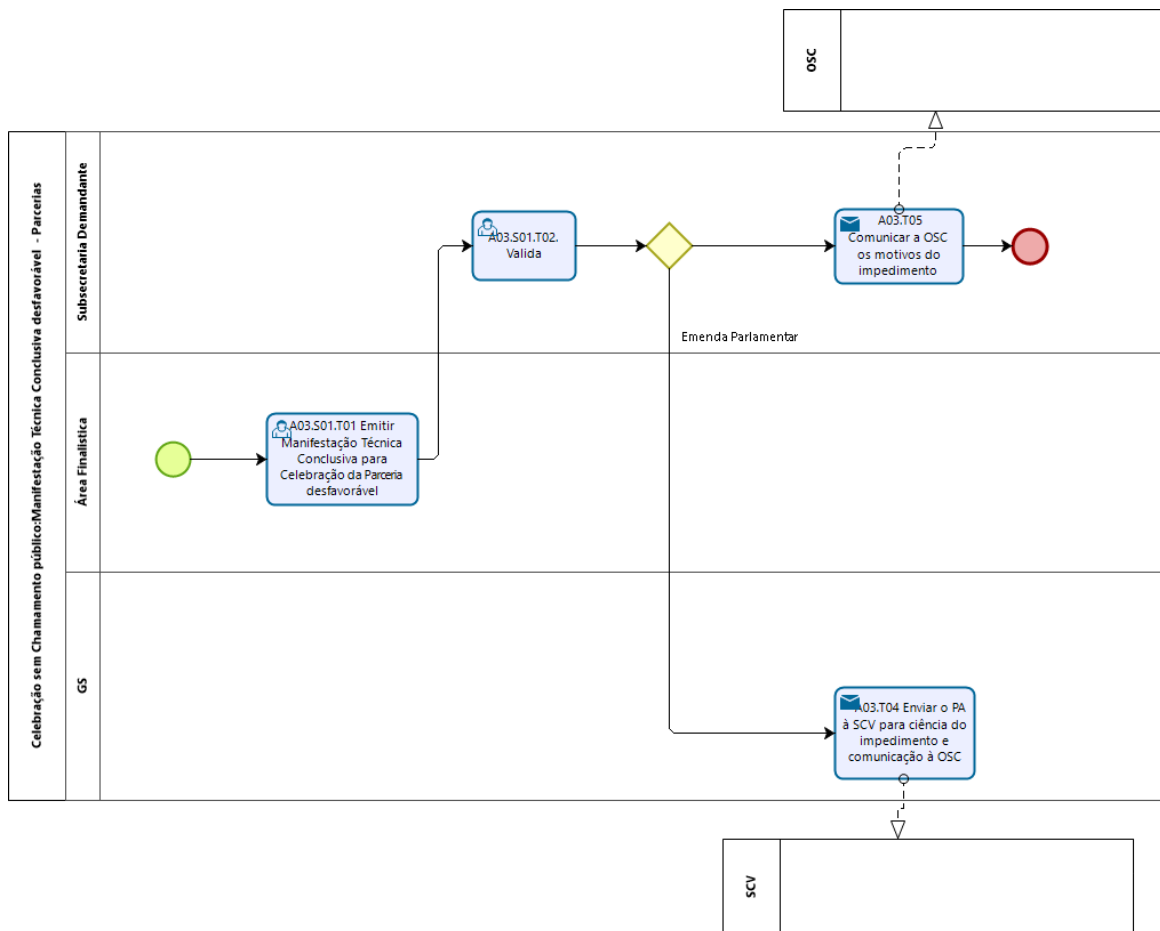 OSC
Celebração sem Chamamento público:Manifestação Técnica Conclusiva desfavorável  - Parcerias
Subsecretaria Demandante
A03.S01.T02.
Valida
A03.T05
Comunicar a OSC
os motivos do
impedimento
Emenda Parlamentar
Área Finalística
A03.S01.T01 Emitir
Manifestação Técnica
Conclusiva para
Celebração da Parceria
desfavorável
GS
A03.T04 Enviar o PA
à SCV para ciência do
impedimento e
comunicação à OSC
SCV